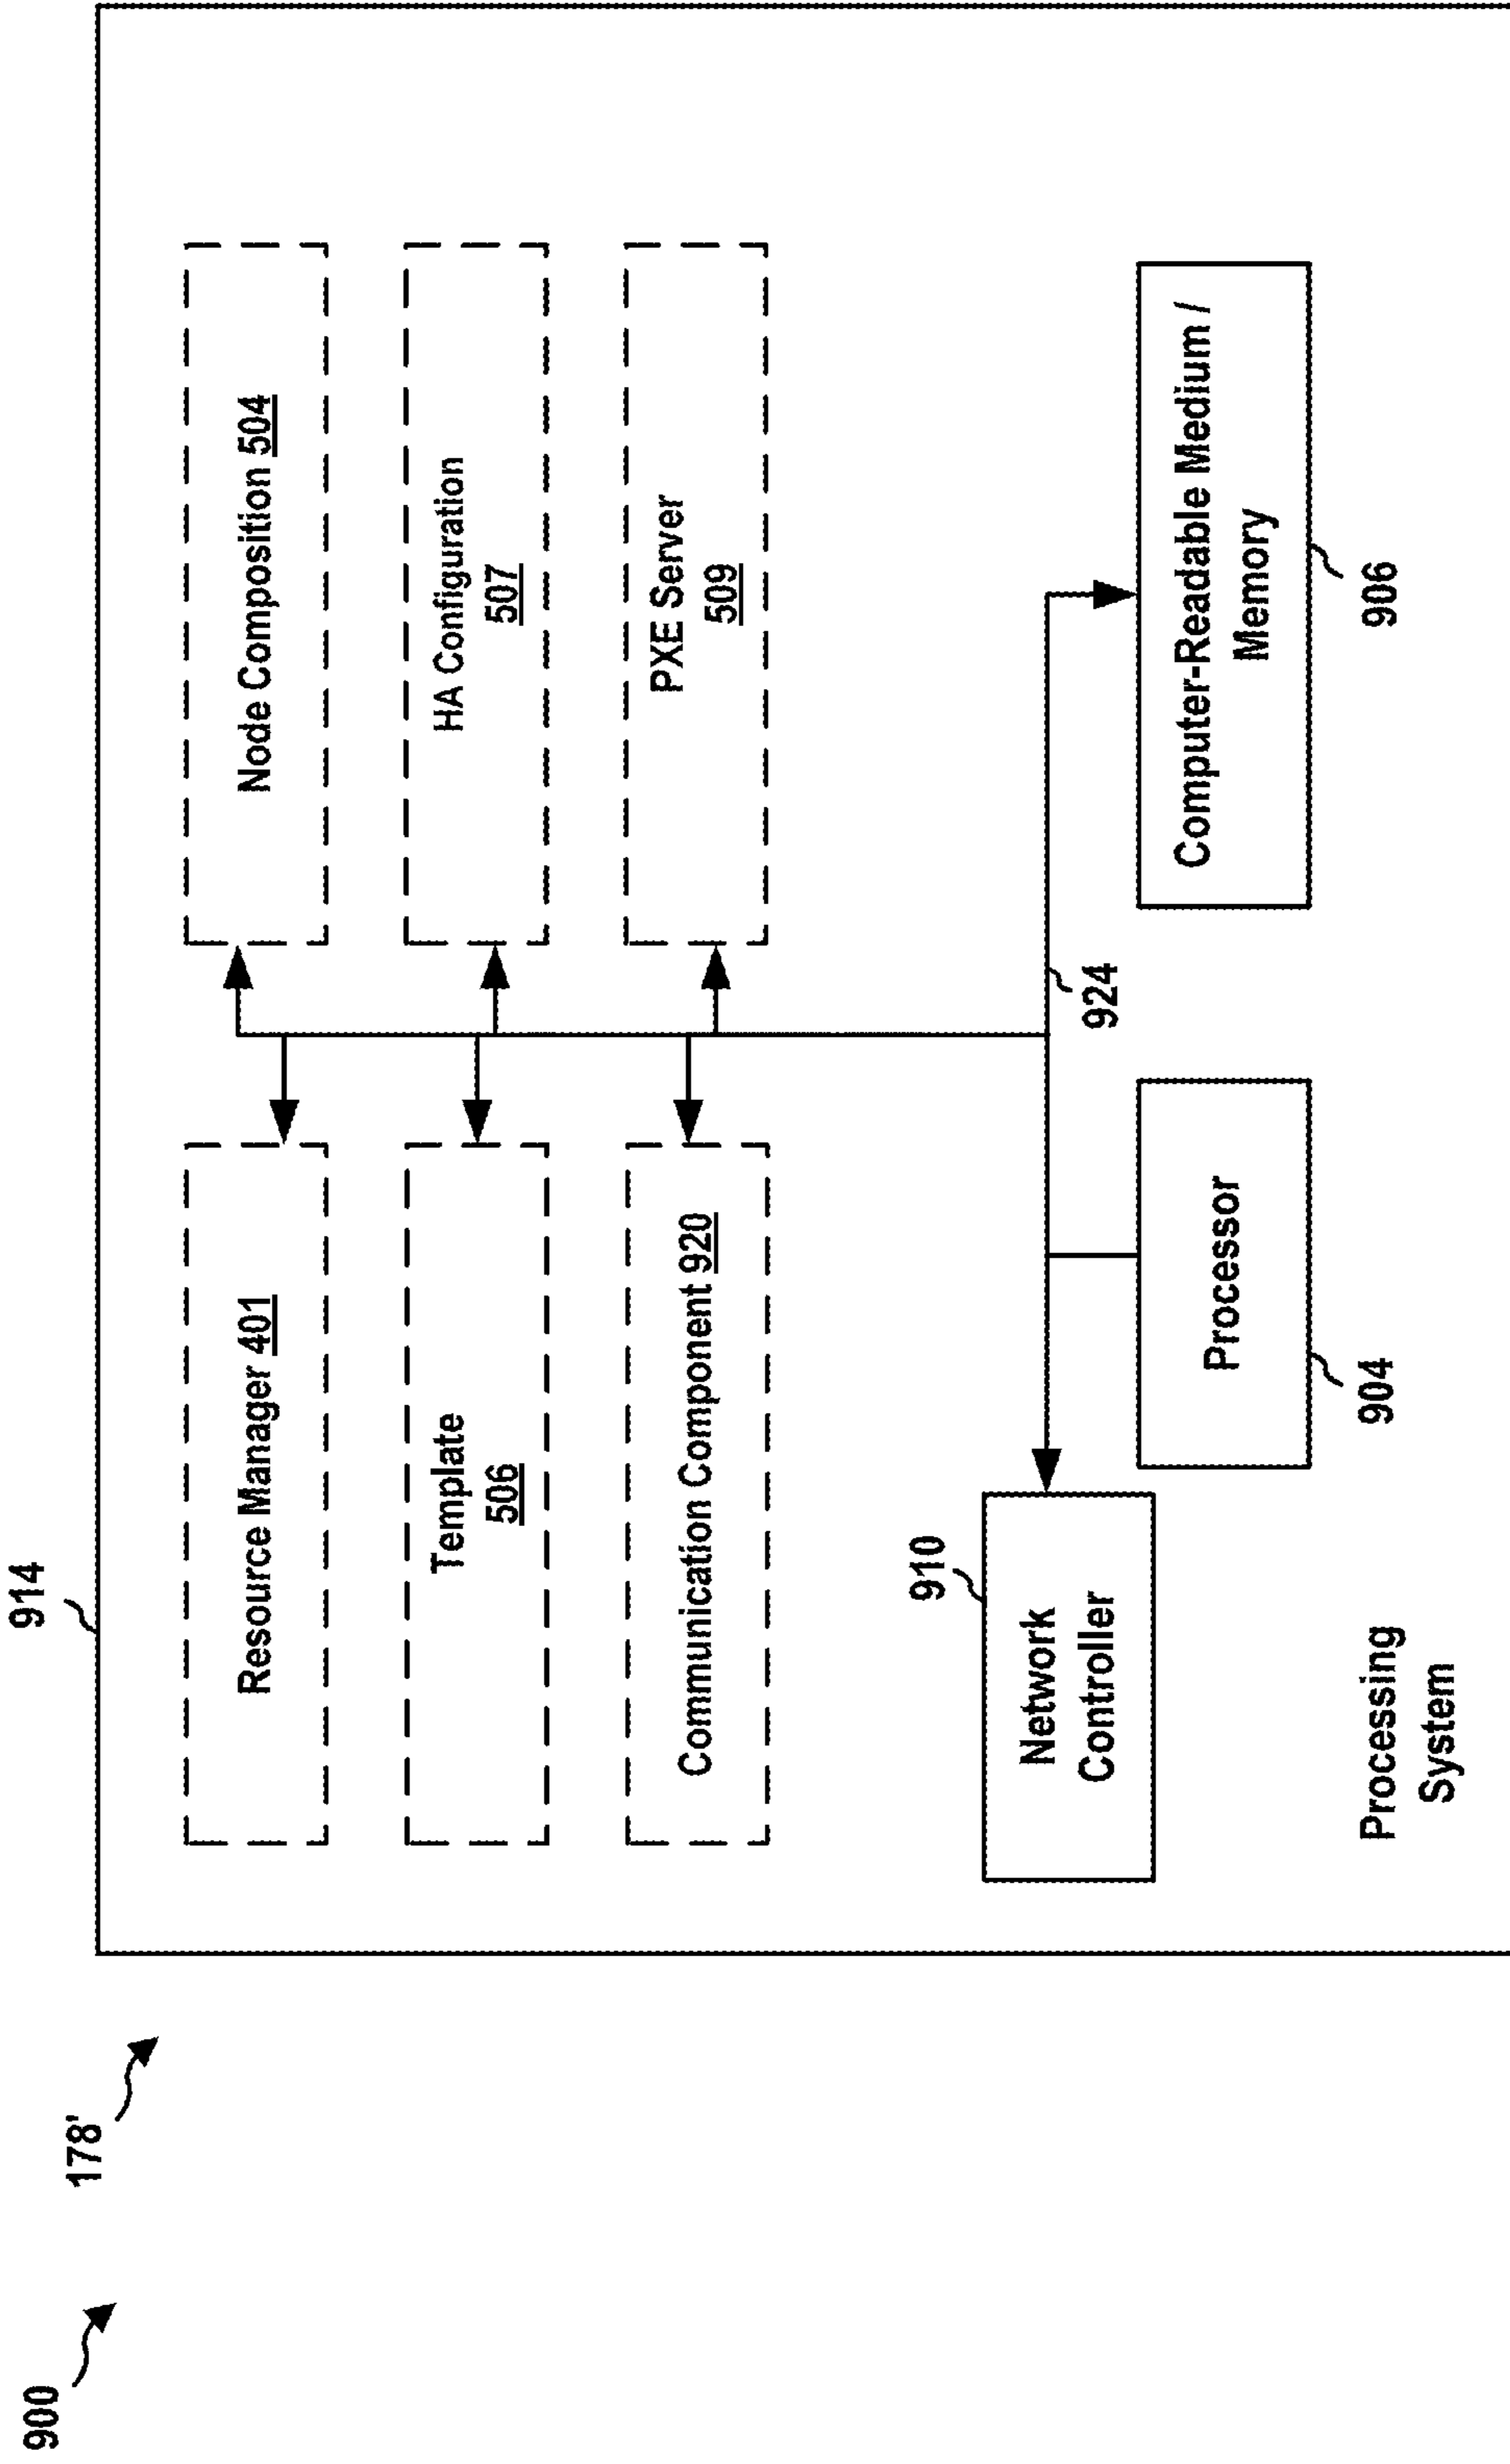 900
178'
914
Resource Manager 401
Node Composition 504
Template
506
HA Configuration
507
Communication Component 920
PXE Server
509
910
Network
Controller
924
Processor
904
Computer-Readable Medium /
Memory
906
Processing
System